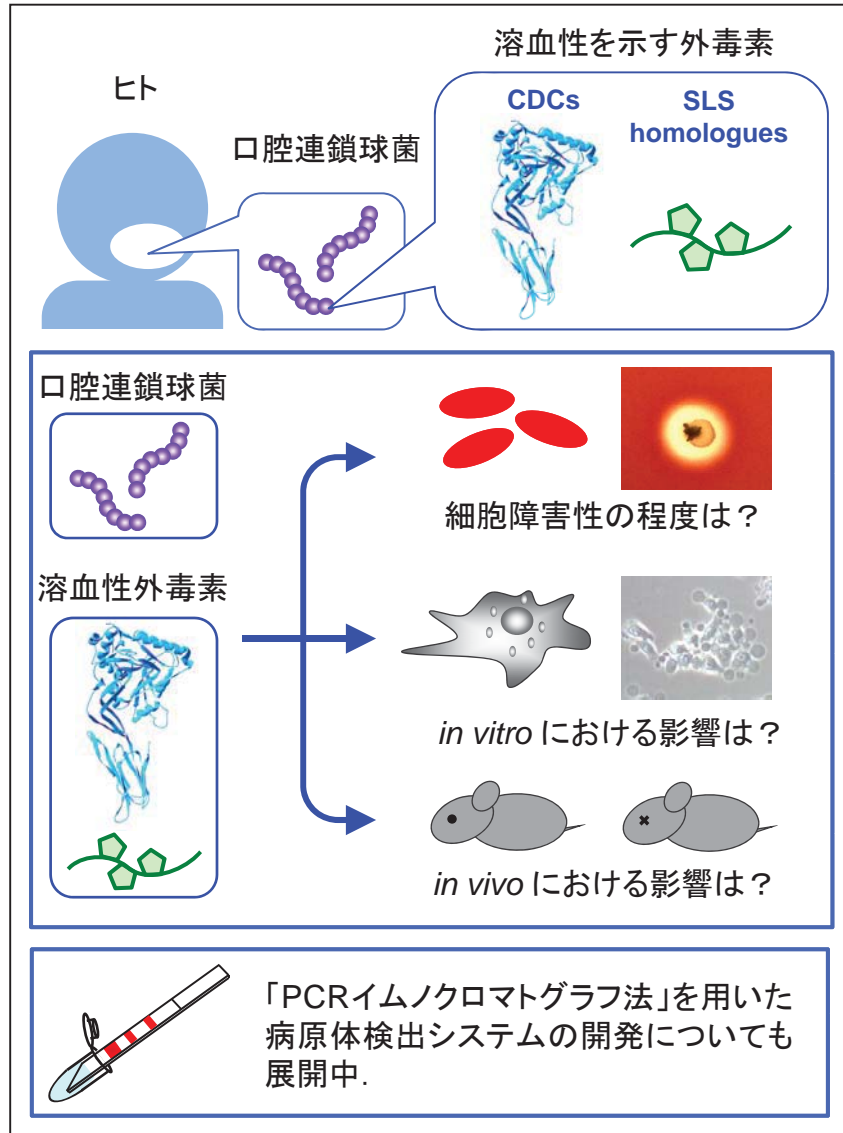 溶血性を示す外毒素
ヒト
口腔連鎖球菌
CDCs
SLS
homologues
口腔連鎖球菌
細胞障害性の程度は？
溶血性外毒素
in vitro における影響は？
in vivo における影響は？
「PCRイムノクロマトグラフ法」を用いた
病原体検出システムの開発についても
展開中.